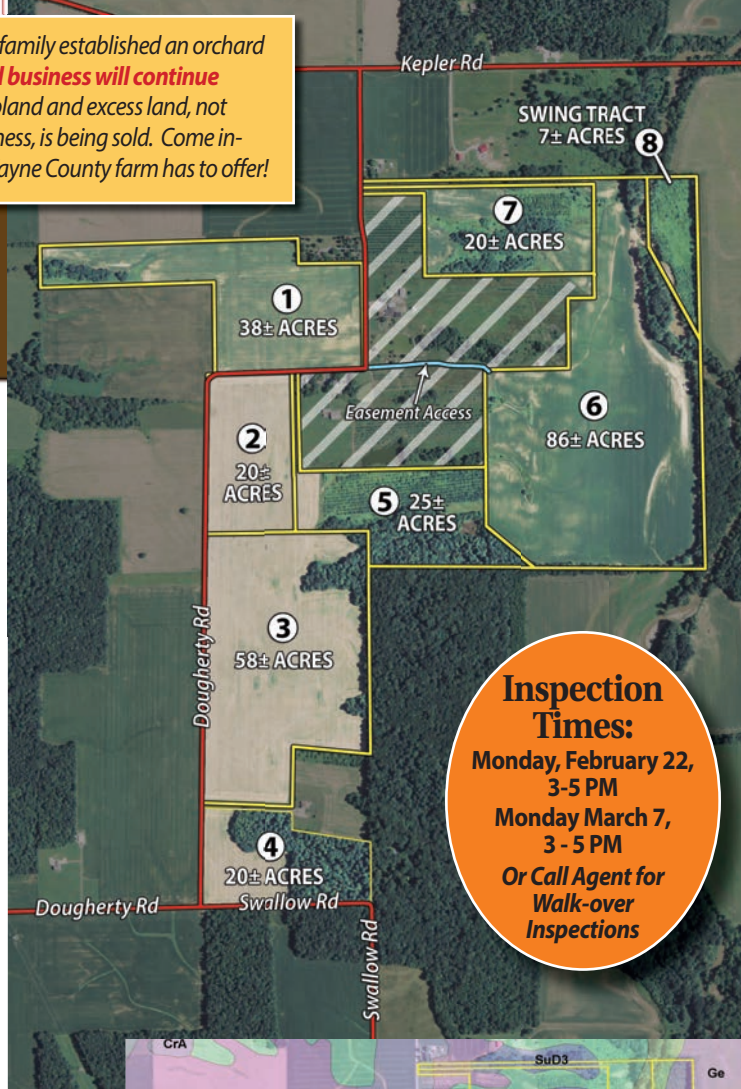 family established an orchard
business will continue
land and excess land, not
ness, is being sold. Come in-
ayne County farm has to offer!
Kepler Rd
SWING TRACT
7± ACRES
8
7
20± ACRES
1
38± ACRES
Easement Access
6
86± ACRES
2
20±
ACRES
5 25±
ACRES
Dougherty Rd
3
58± ACRES
Inspection
Times:
Monday, February 22,
3-5 PM
Monday March 7,
3 - 5 PM
Or Call Agent for
Walk-over
Inspections
4
20± ACRES
Dougherty Rd
Swallow Rd
Swallow Rd
CrA
SuD3
Ge